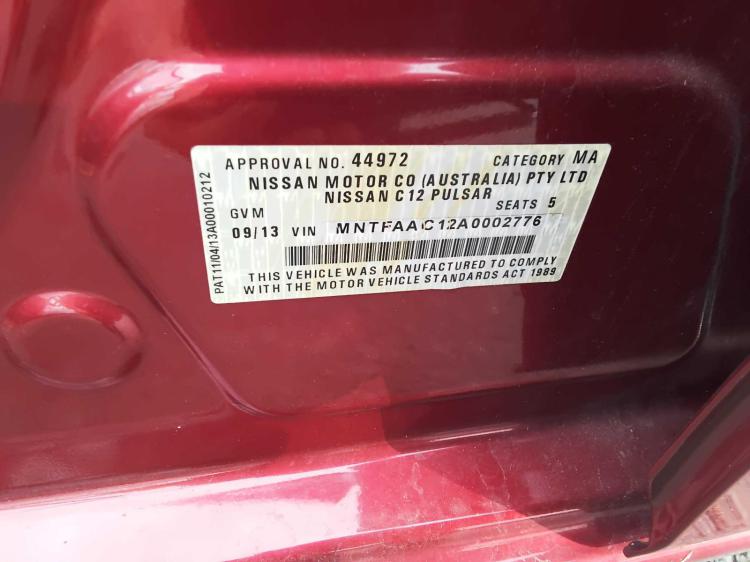 APPROVAL NO. 44972 CATEGORY MA
NISSAN MOTOR CO (AUSTRALIA) PTY LTD
NISSAN C12 PULSAR
GVM SEATS 5
09/13 VIN MNTFAAC12A0002776
THIS VEHICLE WAS MANUFACTURED TO COMPLY
WITH THE MOTOR VEHICLE STANDARDS ACT 1989
PAT11/04/13A00010212